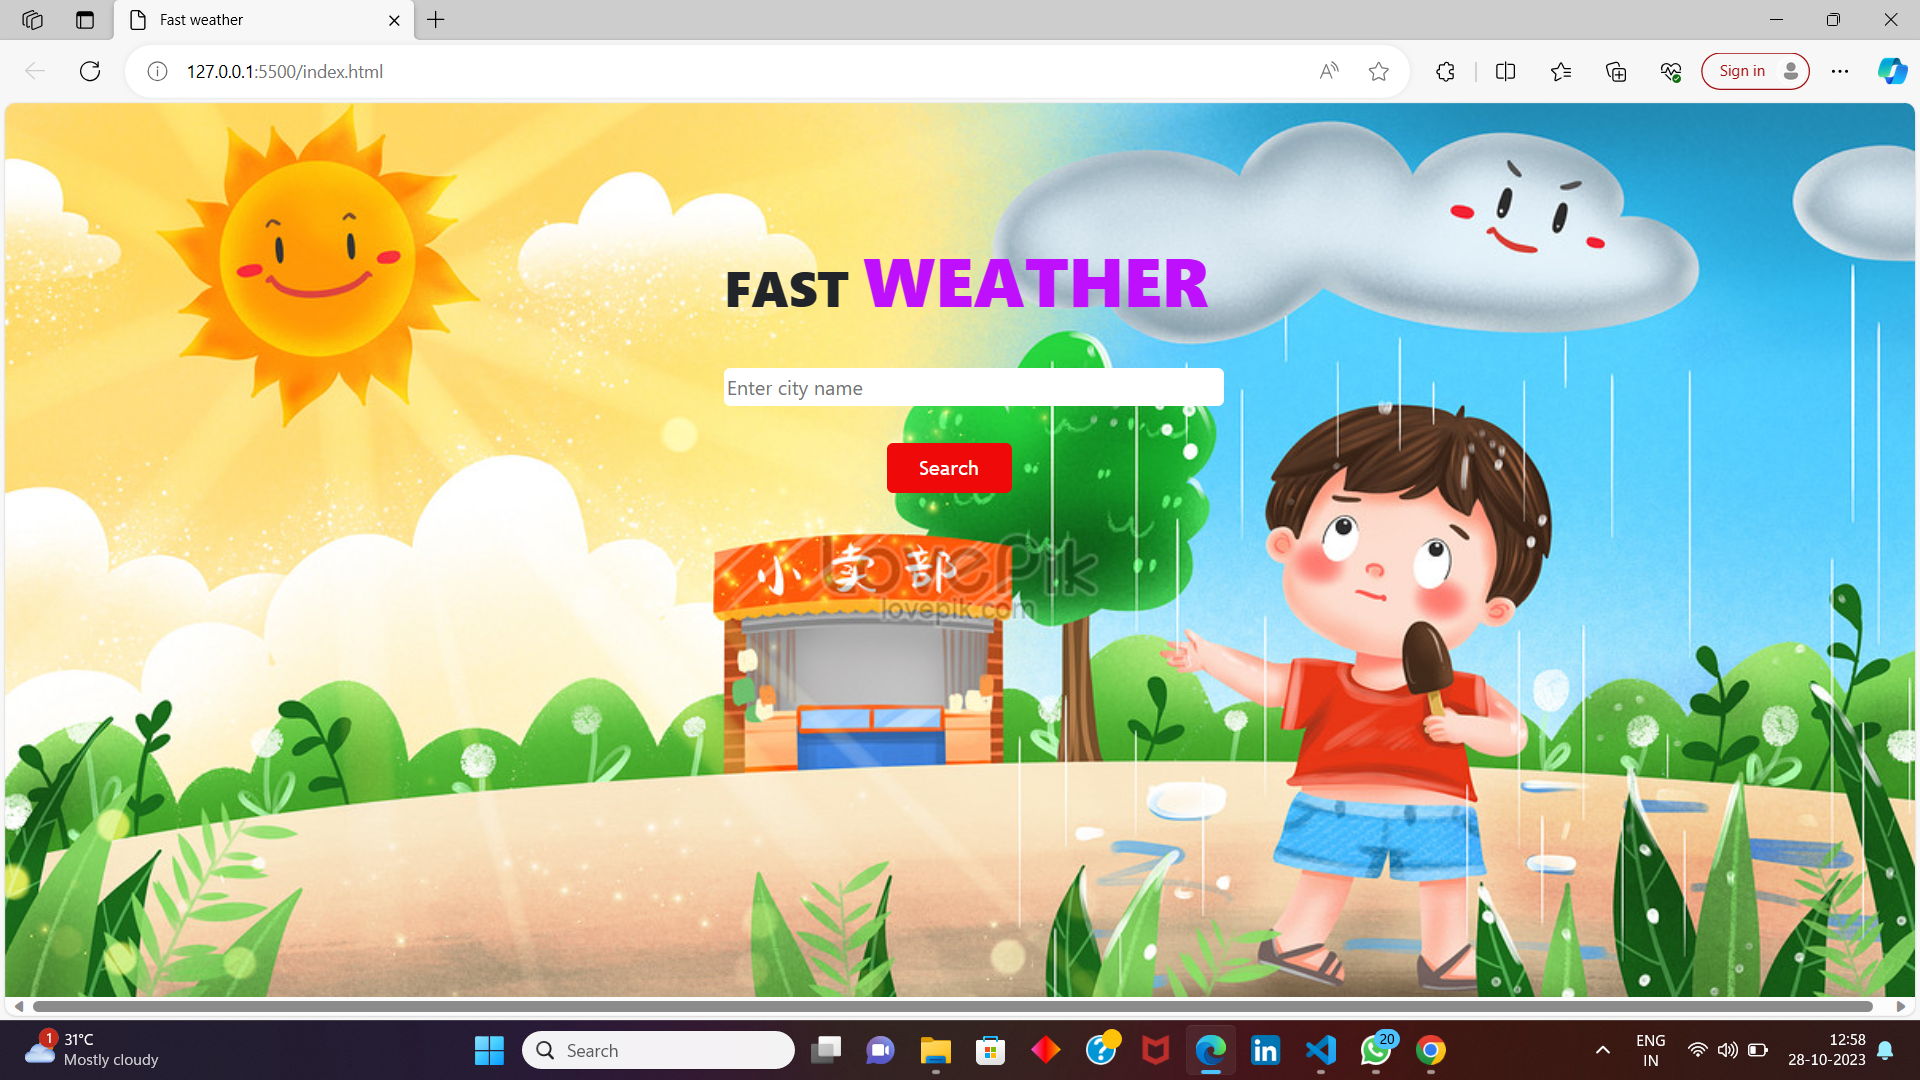 Fast weather
127.0.0.1:5500/index.html
Sign in
FAST WEATHER
Enter city name
Search
小卖部
LovePik
lovepik.com
1
31°C
Mostly cloudy
Search
20
ENG
IN
12:58
28-10-2023